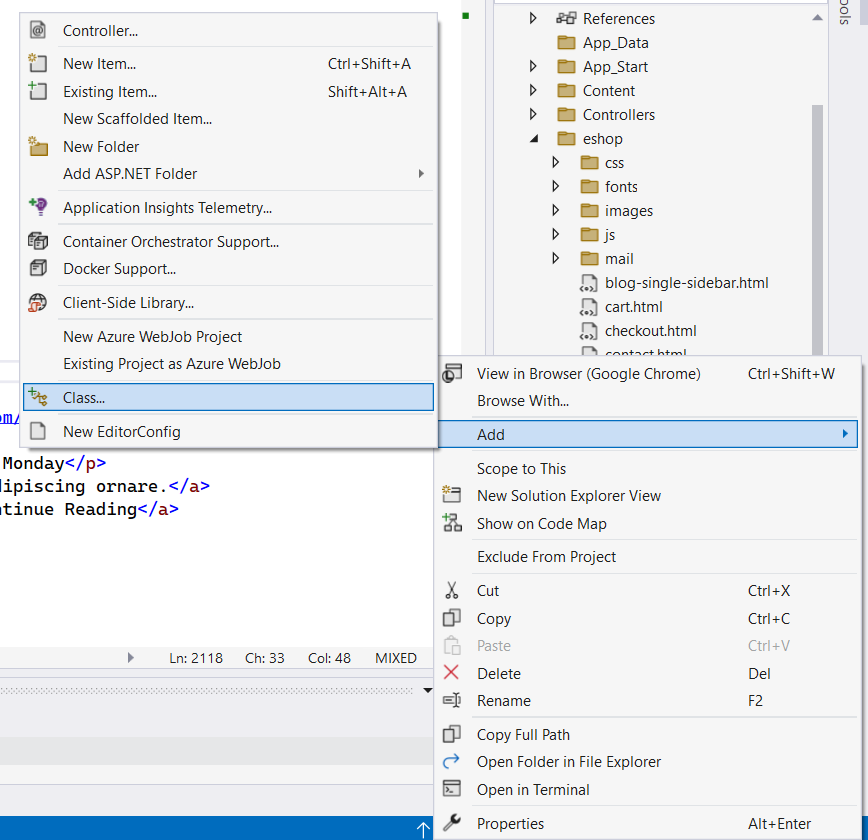 Controller...
New Item... Ctrl+Shift+A
Existing Item... Shift+Alt+A
New Scaffolded Item...
New Folder
Add ASP.NET Folder
Application Insights Telemetry...
Container Orchestrator Support...
Docker Support...
Client-Side Library...
New Azure WebJob Project
Existing Project as Azure WebJob
Class...
New EditorConfig
om/
Monday</p>
dipiscing ornare.</a>
ntinue Reading</a>
Ln: 2118 Ch: 33 Col: 48 MIXED
References
App_Data
App_Start
Content
Controllers
eshop
css
fonts
images
js
mail
blog-single-sidebar.html
cart.html
checkout.html
contact.html
View in Browser (Google Chrome) Ctrl+Shift+W
Browse With...
Add
Scope to This
New Solution Explorer View
Show on Code Map
Exclude From Project
Cut Ctrl+X
Copy Ctrl+C
Paste Ctrl+V
Delete Del
Rename F2
Copy Full Path
Open Folder in File Explorer
Open in Terminal
Properties Alt+Enter
ools